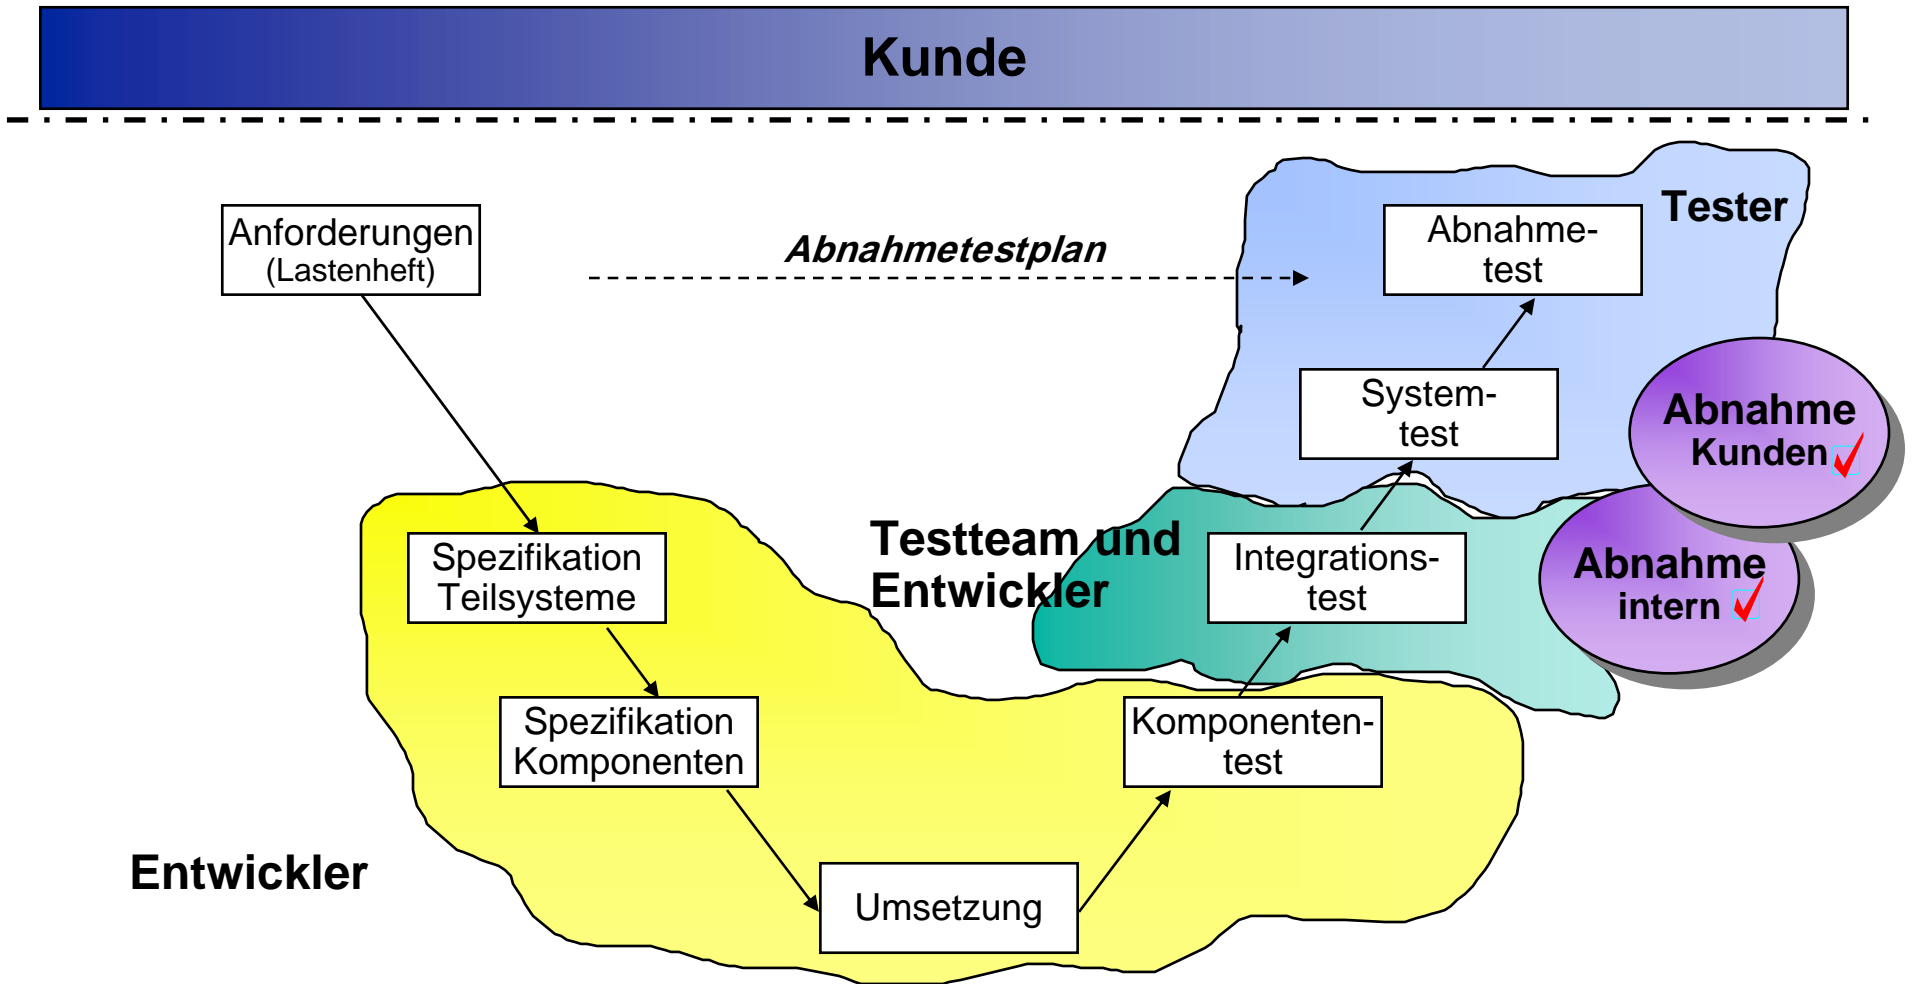 Kunde
Anforderungen
(Lastenheft)
Abnahmetestplan
Abnahme-
test
Tester
System-
test
Abnahme
Kunden
Testteam und
Entwickler
Integrations-
test
Abnahme
intern
Spezifikation
Teilsysteme
Spezifikation
Komponenten
Komponenten-
test
Entwickler
Umsetzung